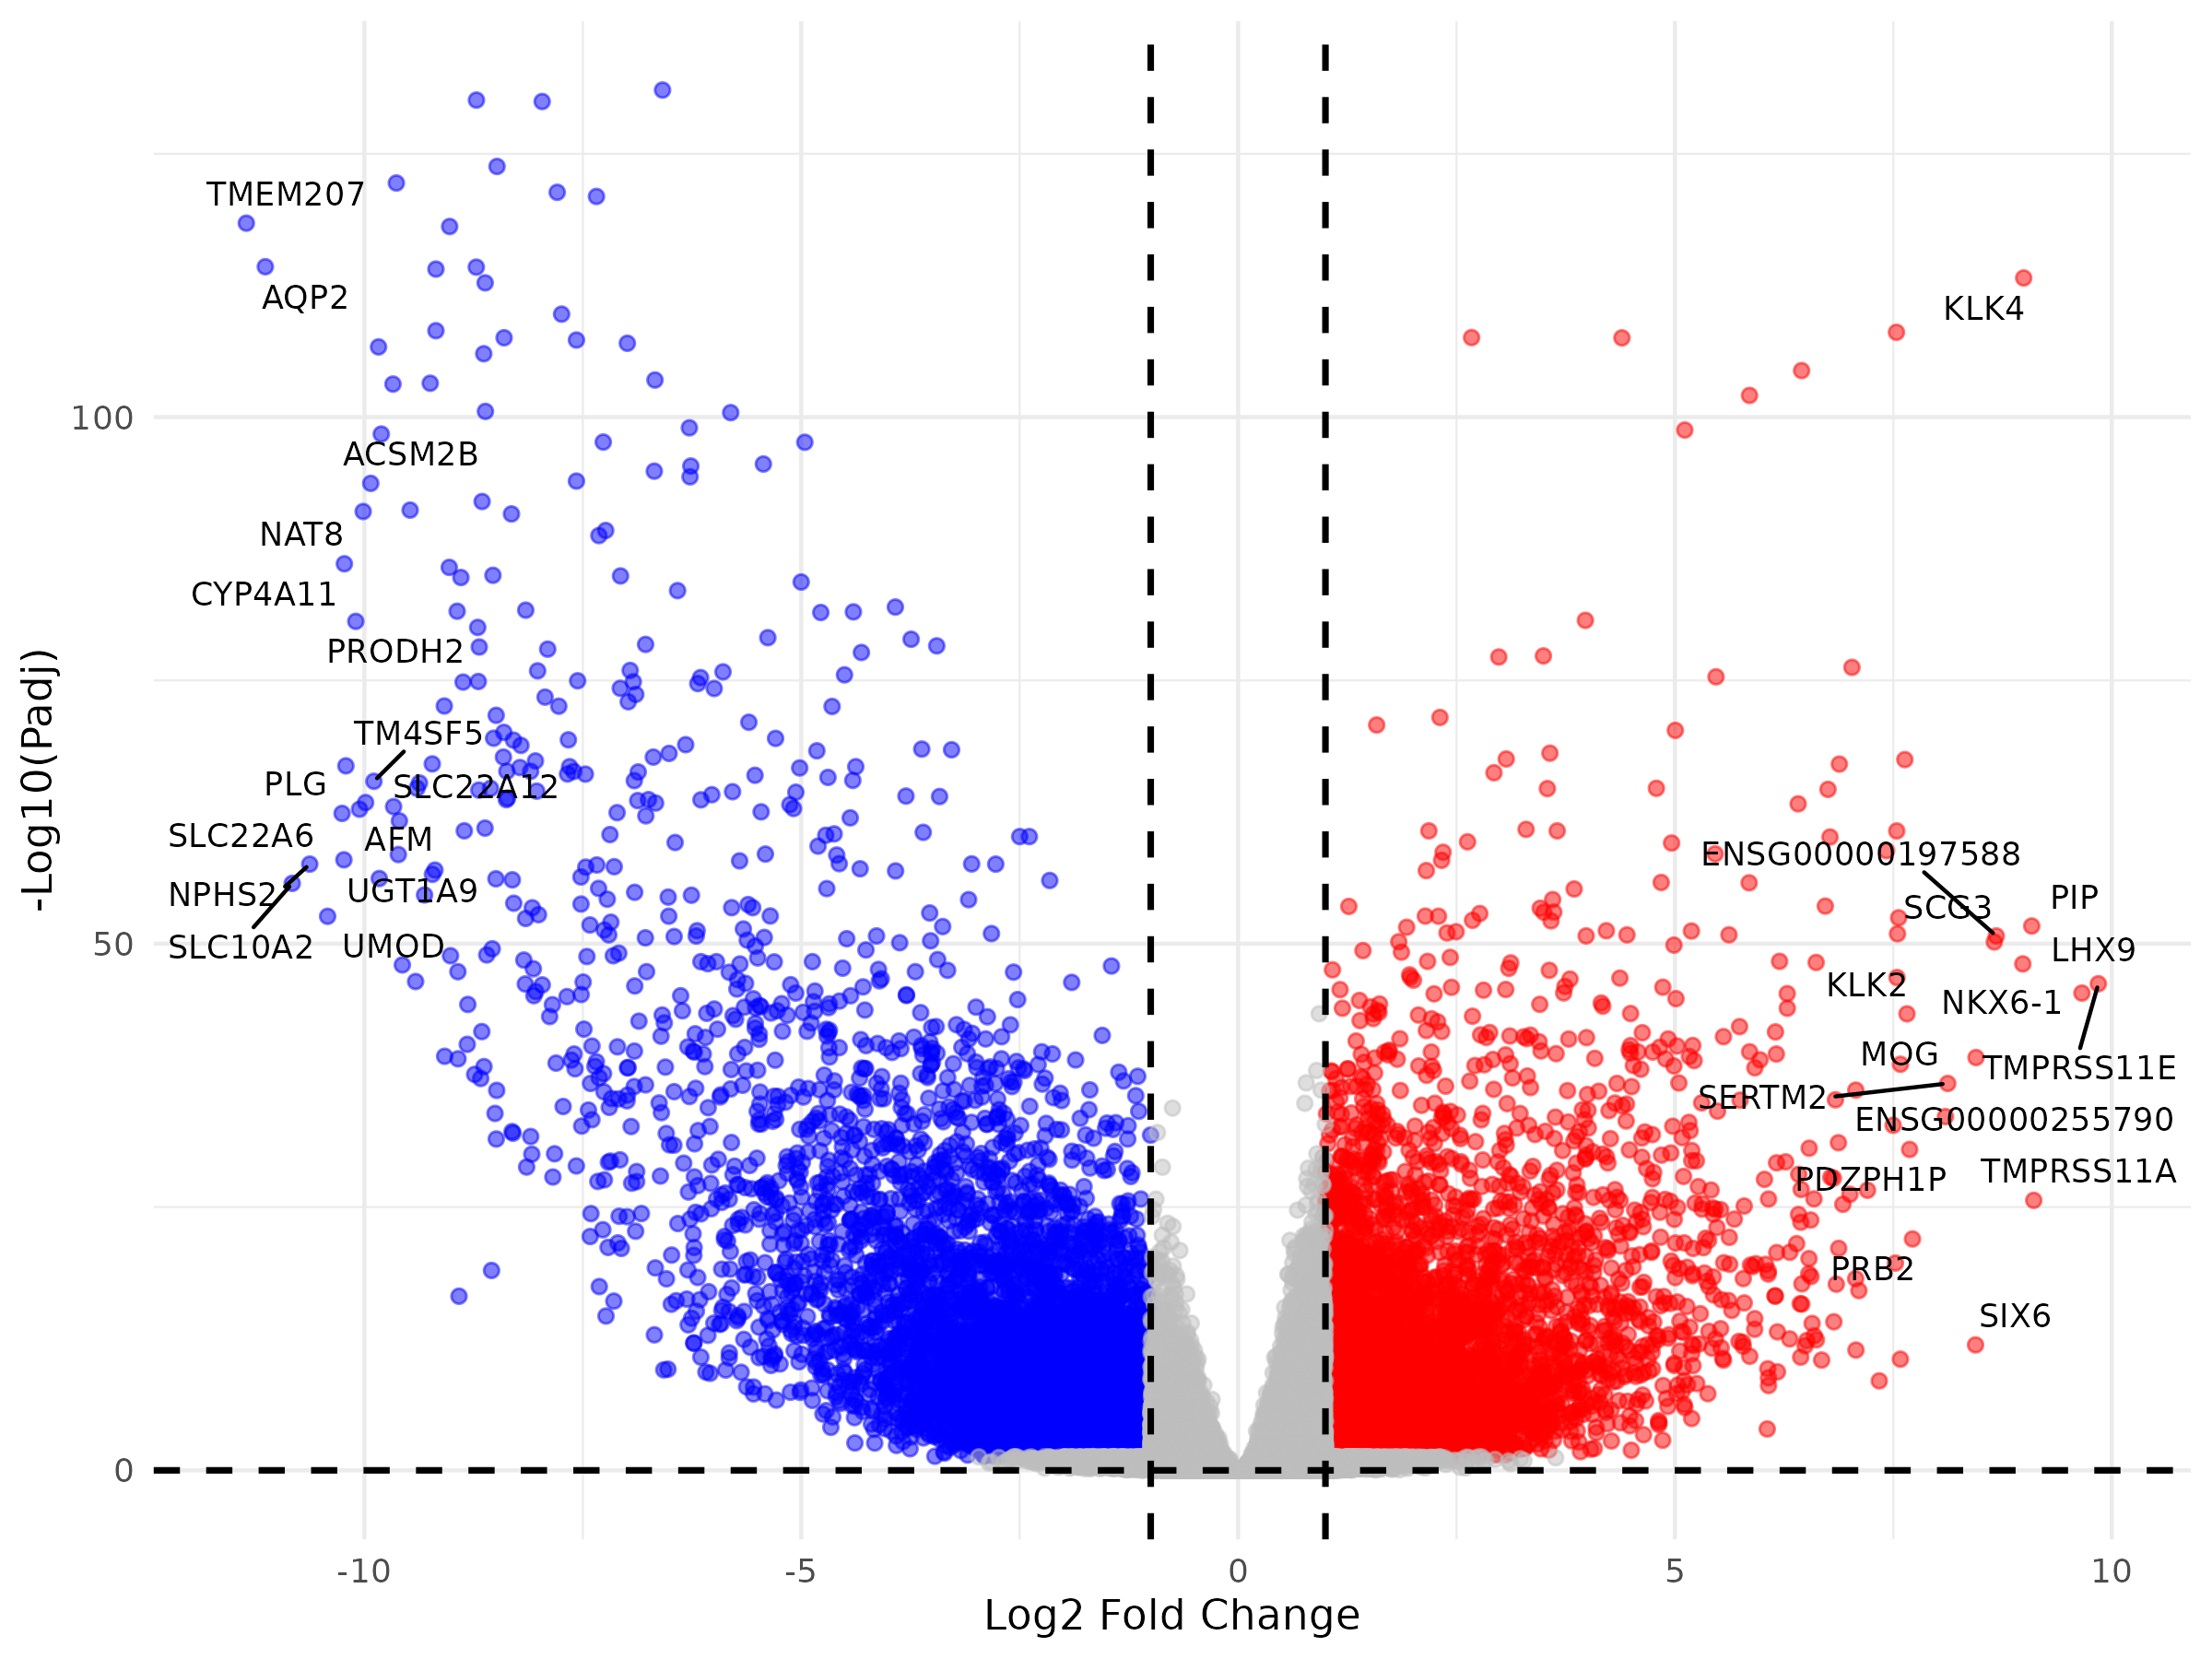 TMEM207
AQP2
KLK4
100
ACSM2B
NAT8
CYP4A11
PRODH2
TM4SF5
PLG
SLC22A12
SLC22A6
AFM
ENSG00000197588
NPHS2
UGT1A9
SCG3
PIP
SLC10A2
UMOD
50
LHX9
KLK2
NKX6-1
MOG
TMPRSS11E
SERTM2
ENSG00000255790
TMPRSS11A
PDZPH1P
PRB2
SIX6
0
-Log10(Padj)
-10
-5
0
5
10
Log2 Fold Change